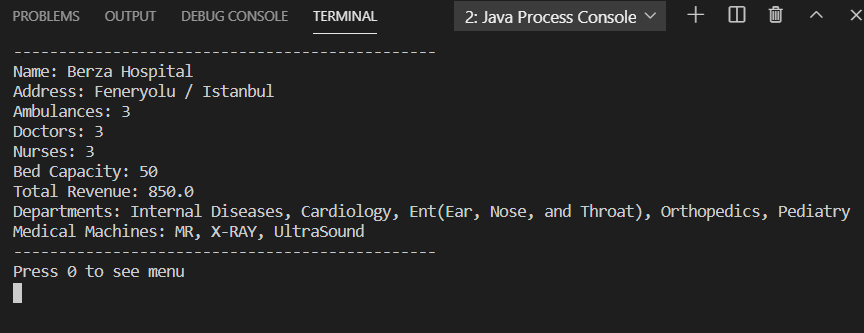 PROBLEMS OUTPUT DEBUG CONSOLE TERMINAL 2: Java Process Console
-----------------------------------------------
Name: Berza Hospital
Address: Feneryolu / Istanbul
Ambulances: 3
Doctors: 3
Nurses: 3
Bed Capacity: 50
Total Revenue: 850.0
Departments: Internal Diseases, Cardiology, Ent(Ear, Nose, and Throat), Orthopedics, Pediatry
Medical Machines: MR, X-RAY, UltraSound
-----------------------------------------------
Press 0 to see menu